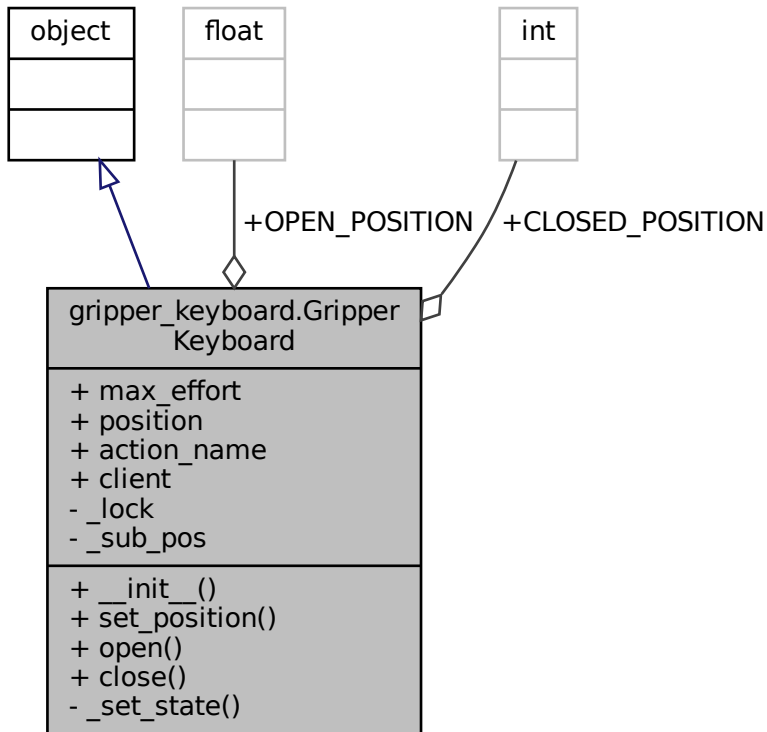 object
float
int
+OPEN_POSITION
+CLOSED_POSITION
gripper_keyboard.Gripper
Keyboard
+ max_effort
+ position
+ action_name
+ client
- _lock
- _sub_pos
+ __init__()
+ set_position()
+ open()
+ close()
- _set_state()